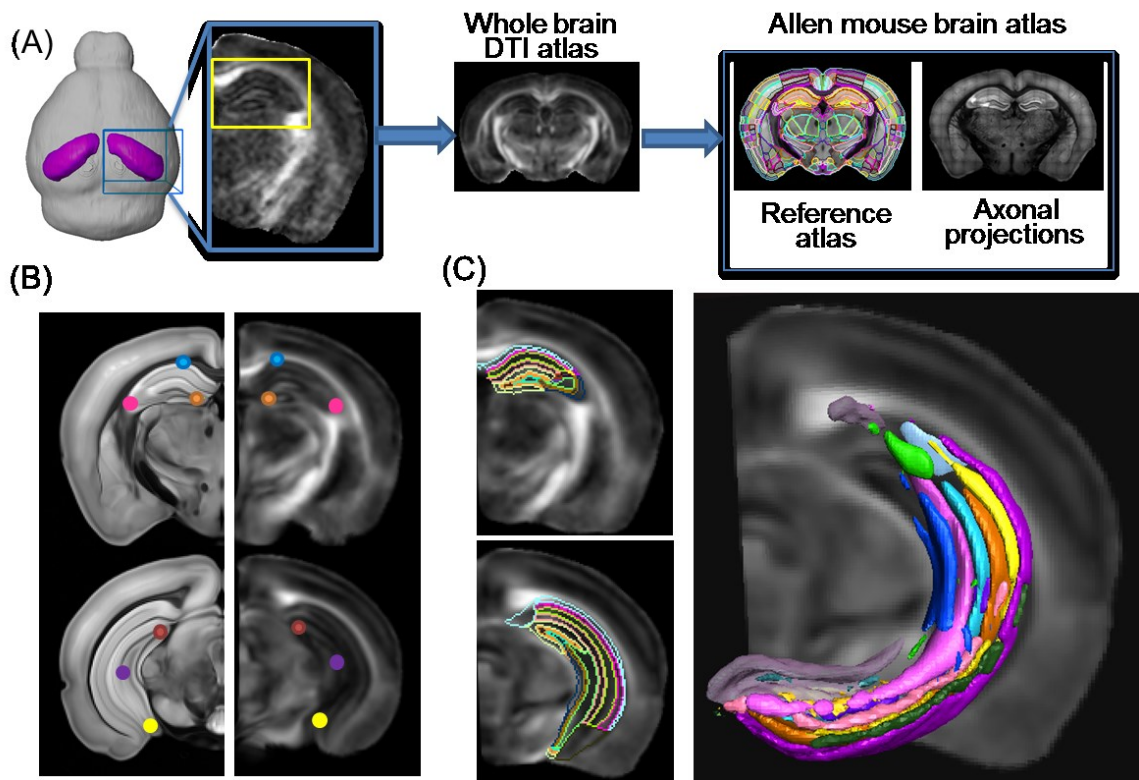 (A)
Whole brain
DTI atlas
Allen mouse brain atlas
Reference
atlas
Axonal
projections
(B)
(C)